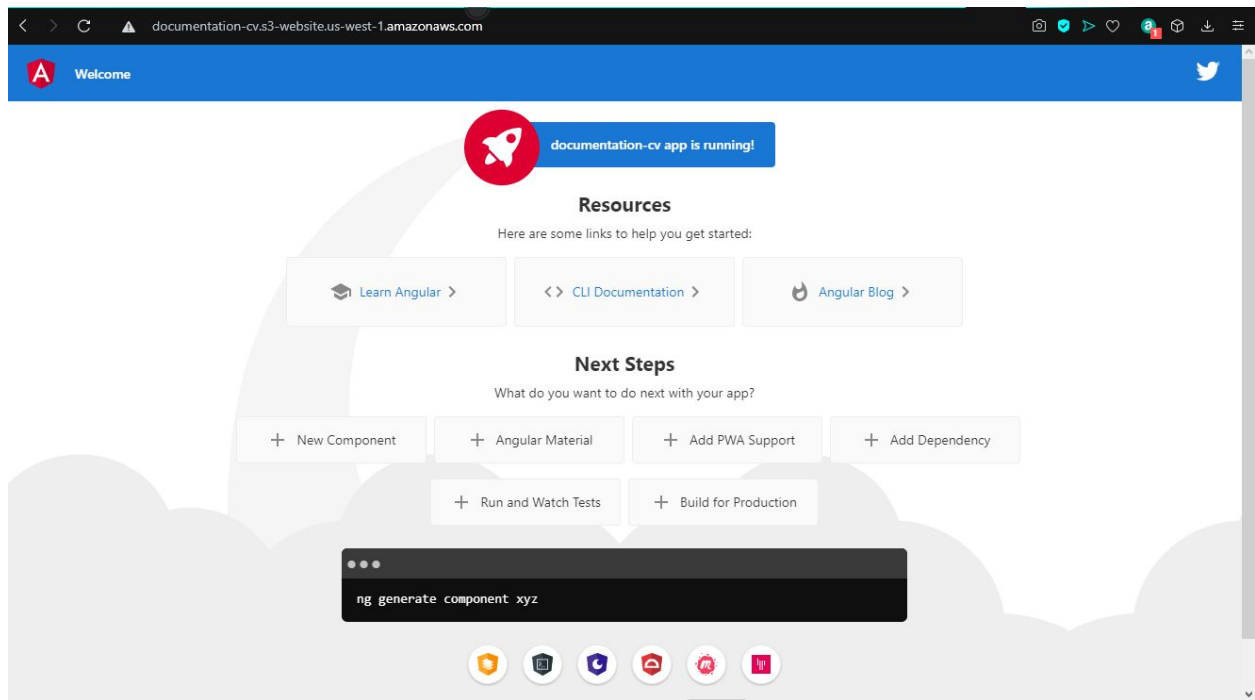 documentation-cv.s3-website.us-west-1.amazonaws.com
a
1
A
Welcome
documentation-cv app is running!
Resources
Here are some links to help you get started:
Learn Angular
CLI Documentation
Angular Blog
Next Steps
What do you want to do next with your app?
New Component
Angular Material
Add PWA Support
Add Dependency
Run and Watch Tests
Build for Production
ng generate component xyz
m